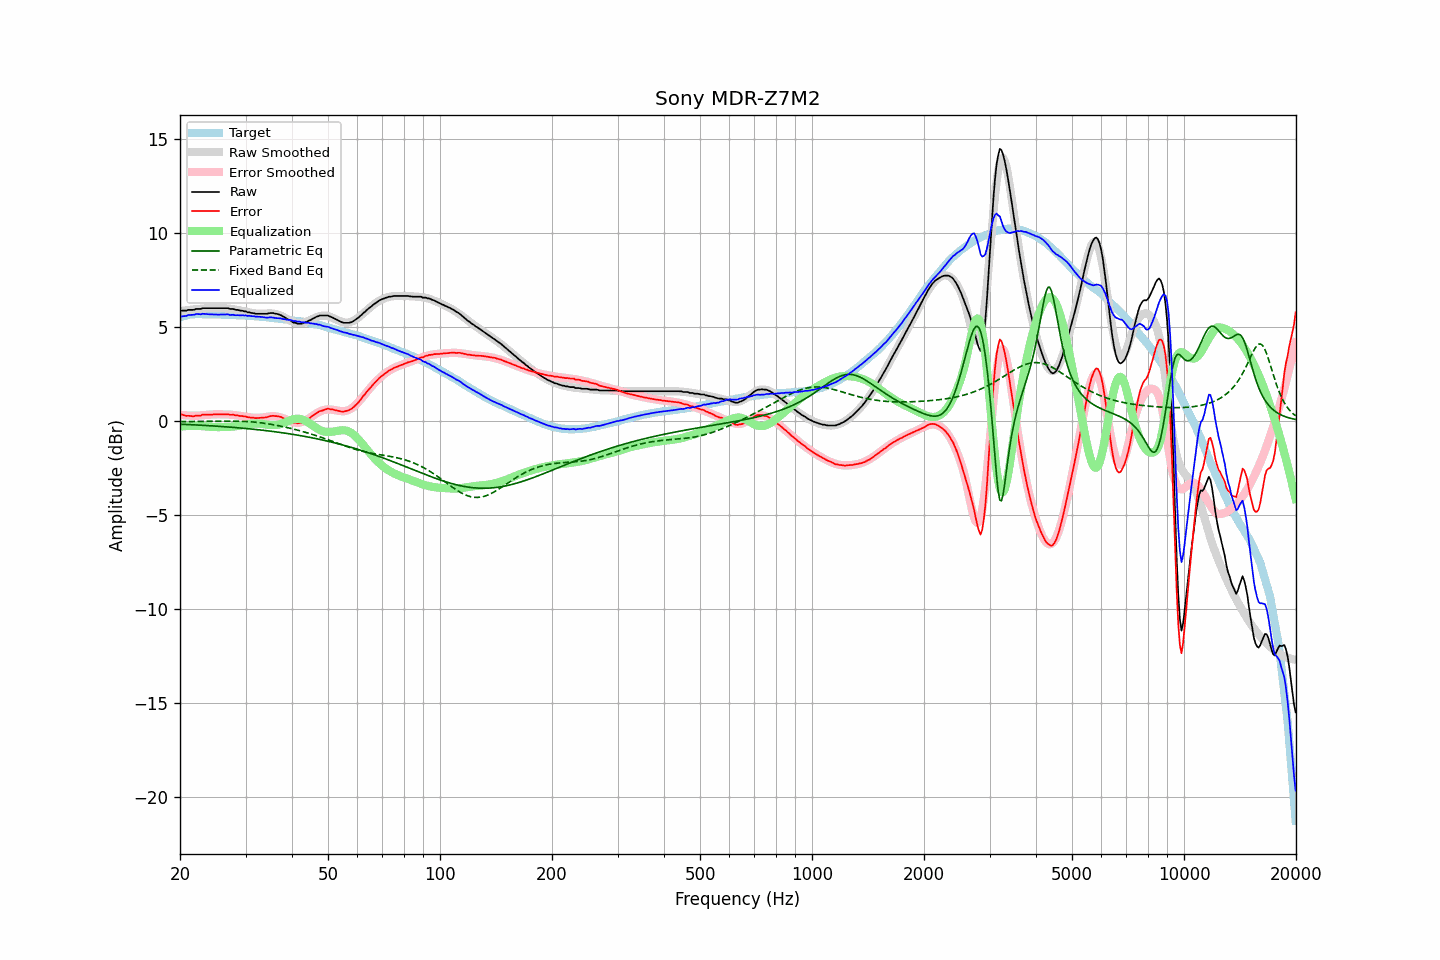 Sony MDR-Z7M2
Target
Raw Smoothed
Error Smoothed
Raw
Error
Equalization
Parametric Eq
Fixed Band Eq
Equalized
15
10
5
0
−5
−10
−15
−20
Amplitude (dBr)
20
50
100
200
500
1000
2000
5000
10000
20000
Frequency (Hz)